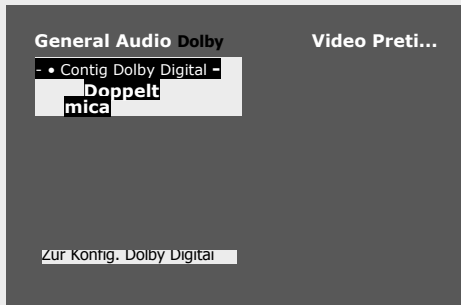 General Audio Dolby Video Preti...
- • Contig Dolby Digital -
Doppelt
mica
Zur Konfig. Dolby Digital